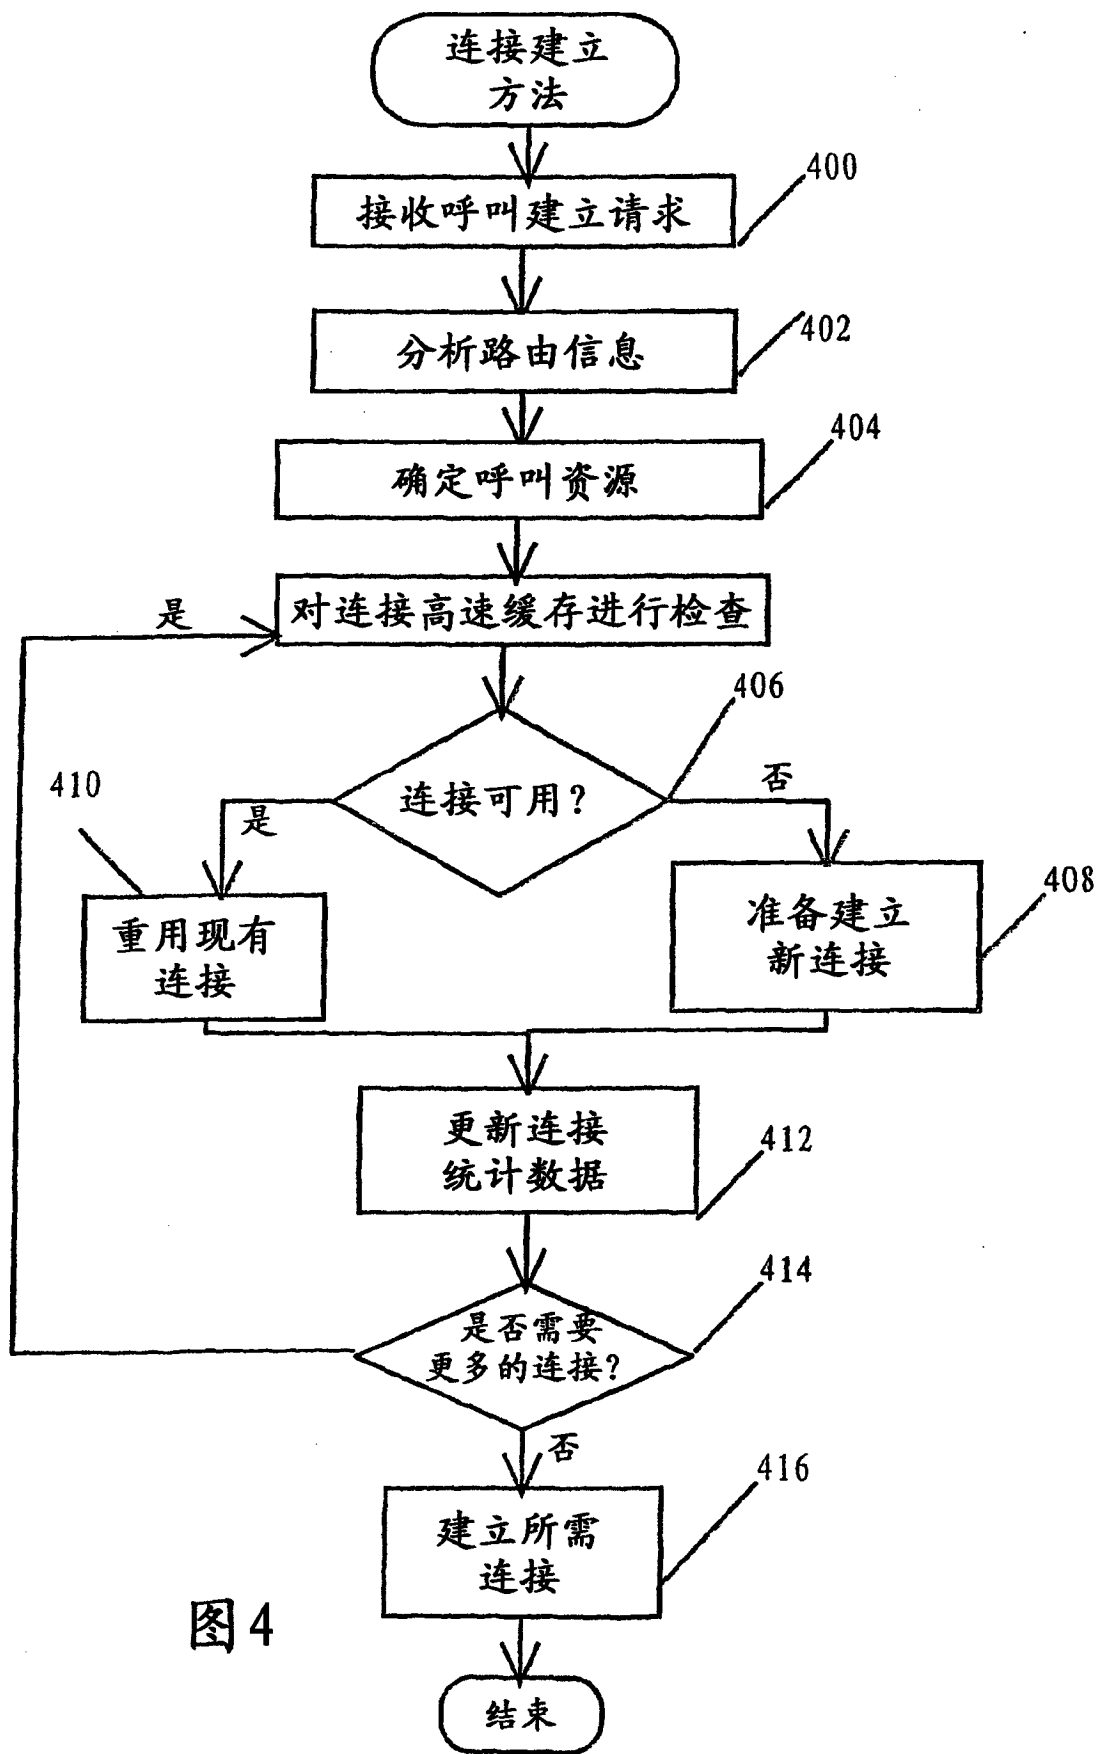 连接建立
方法
400
接收呼叫建立请求
402
分析路由信息
404
确定呼叫资源
是
对连接高速缓存进行检查
406
连接可用？
410
是
否
408
重用现有
连接
准备建立
新连接
更新连接
统计数据
412
414
是否需要
更多的连接？
否
416
建立所需
连接
图4
结束